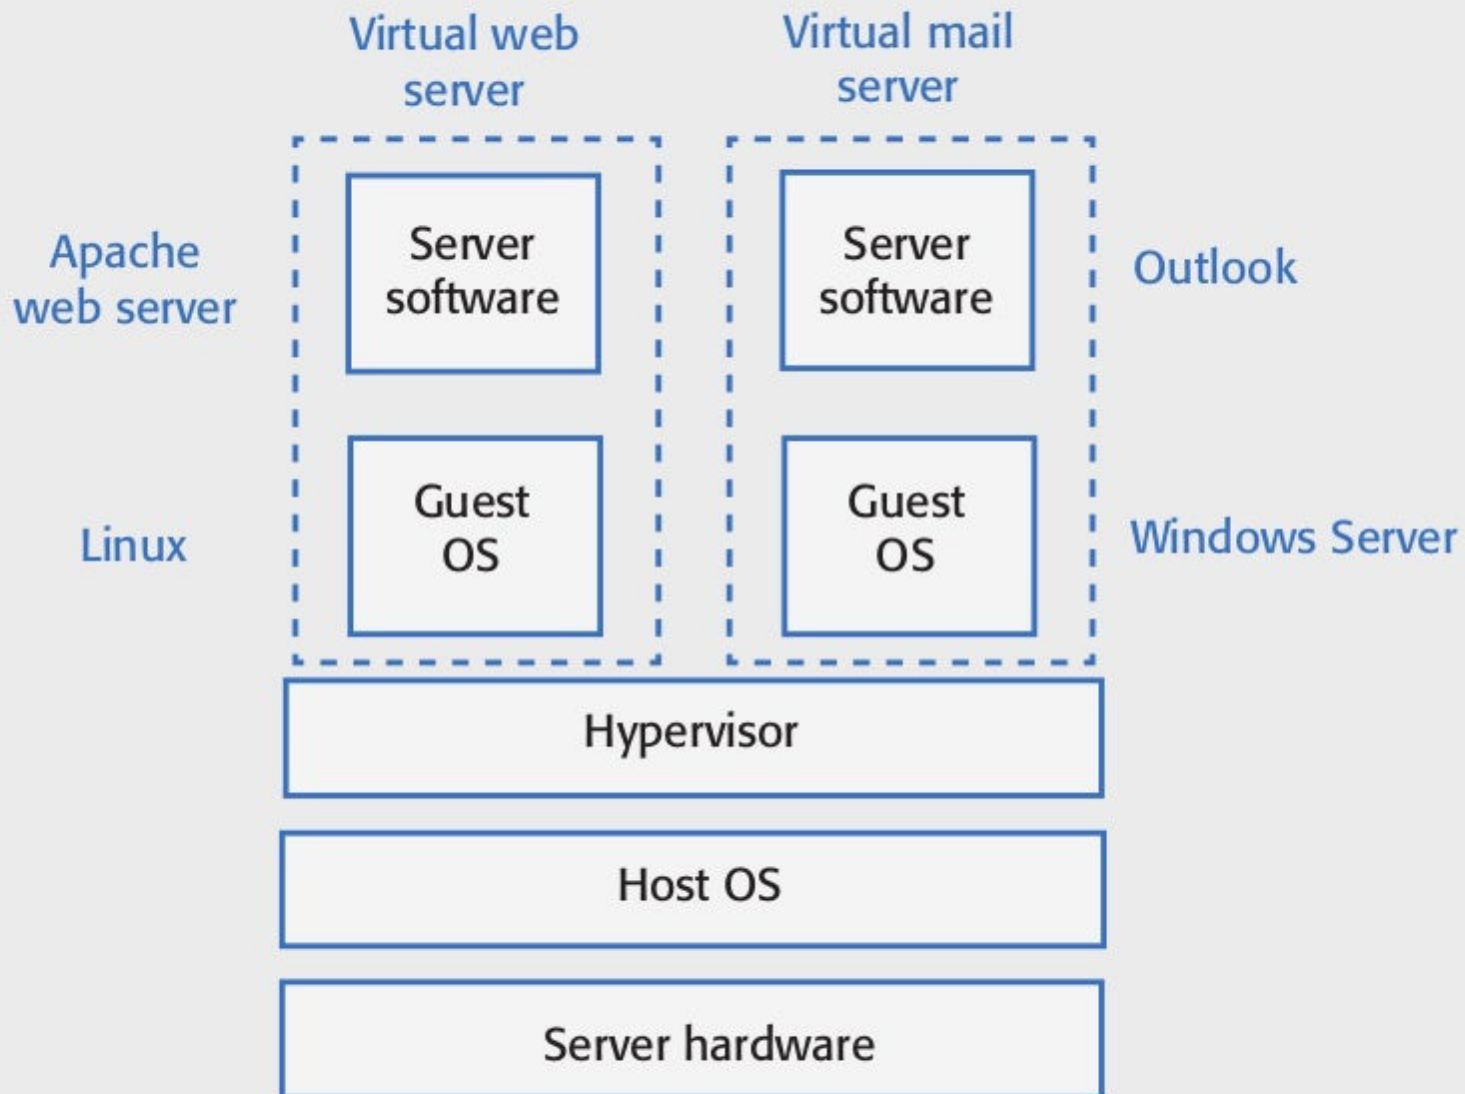 Virtual web
server
Virtual mail
server
Apache
web server
Server
software
Server
software
Outlook
Linux
Guest
OS
Guest
OS
Windows Server
Hypervisor
Host OS
Server hardware